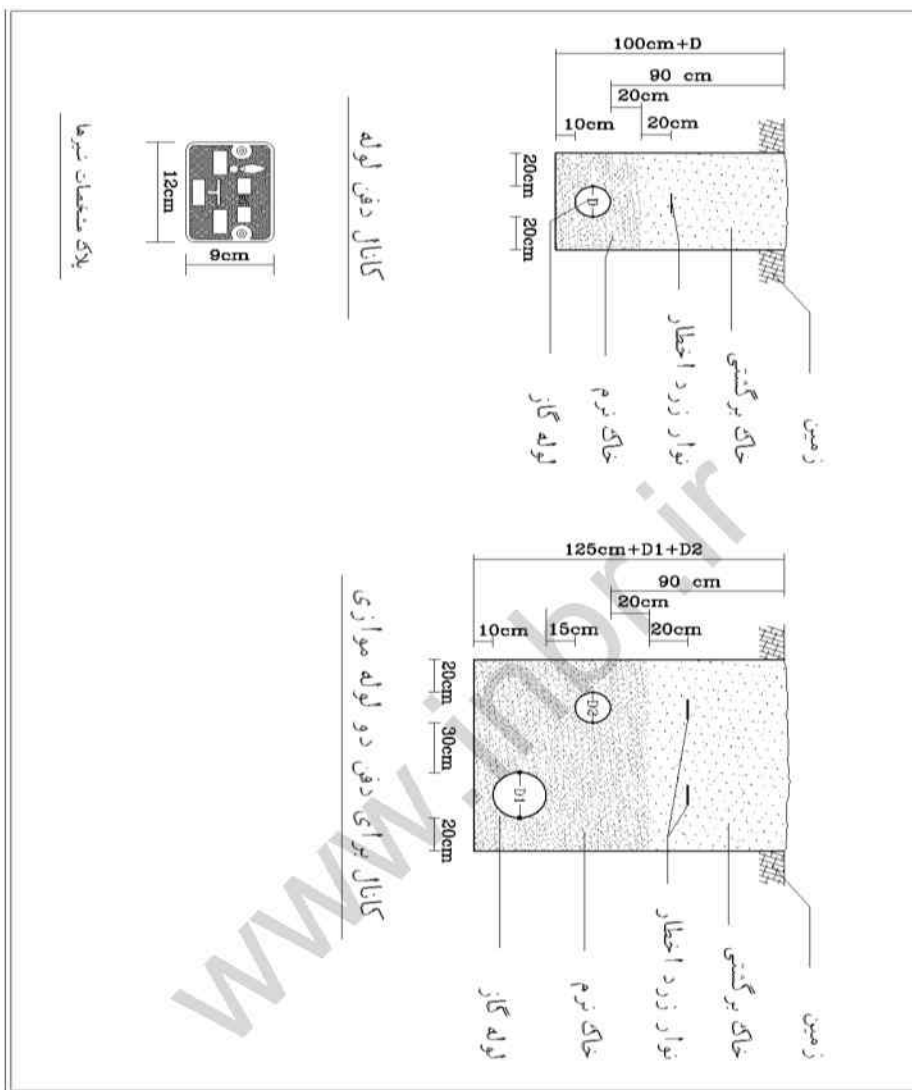 100cm+D
90 cm
20cm
10cm
20cm
20cm
20cm
D
زمین
خاک برگشتی
نوار زرد اخطار
خاک نرم
لوله گاز
کانال دفن لوله
12cm
9cm
پلاک مشخصات شیرها
125cm+D1+D2
90 cm
20cm
10cm
15cm
20cm
20cm
30cm
20cm
D2
D1
زمین
خاک برگشتی
نوار زرد اخطار
خاک نرم
لوله گاز
کانال برای دفن دو لوله موازی
www.inbr.ir